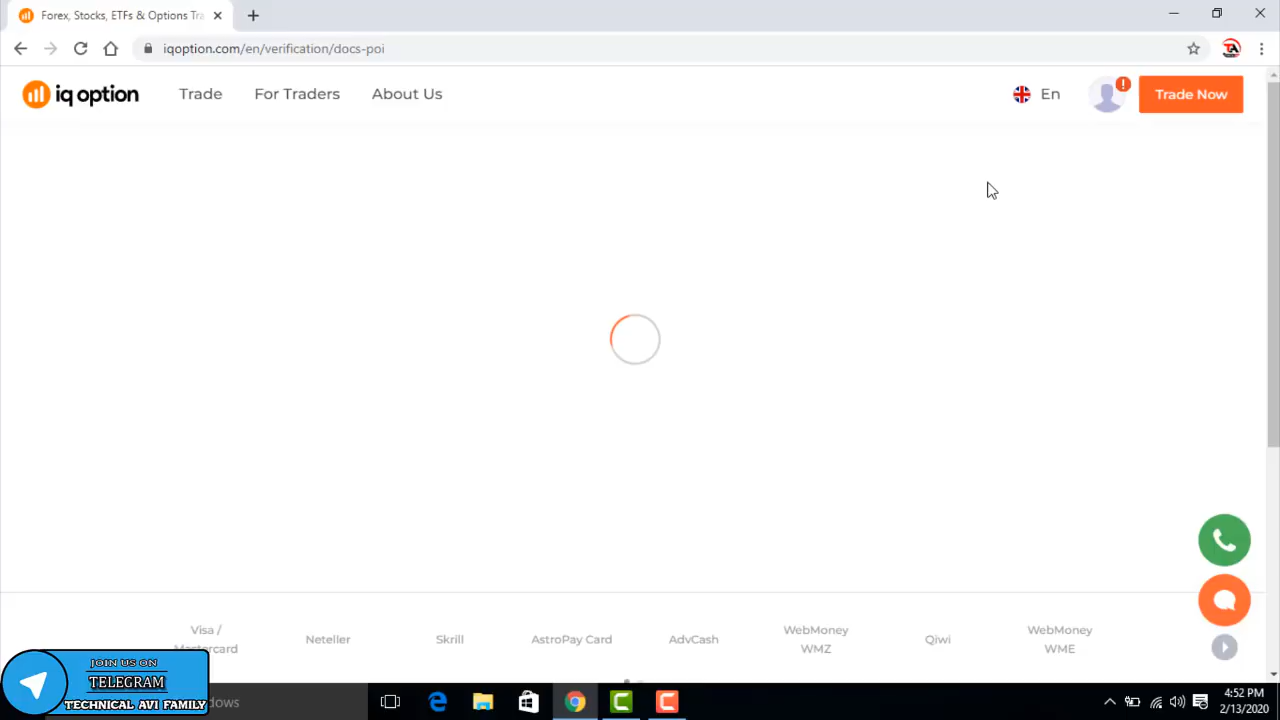 Forex, Stocks, ETFs & Options Tra
iqoption.com/en/verification/docs-poi
iq option
Trade
For Traders
About Us
En
!
Trade Now
Visa /
Mastercard
Neteller
Skrill
AstroPay Card
AdvCash
WebMoney
WMZ
Qiwi
WebMoney
WME
JOIN US ON
TELEGRAM
TECHNICAL AVI FAMILY
dows
4:52 PM
2/13/2020